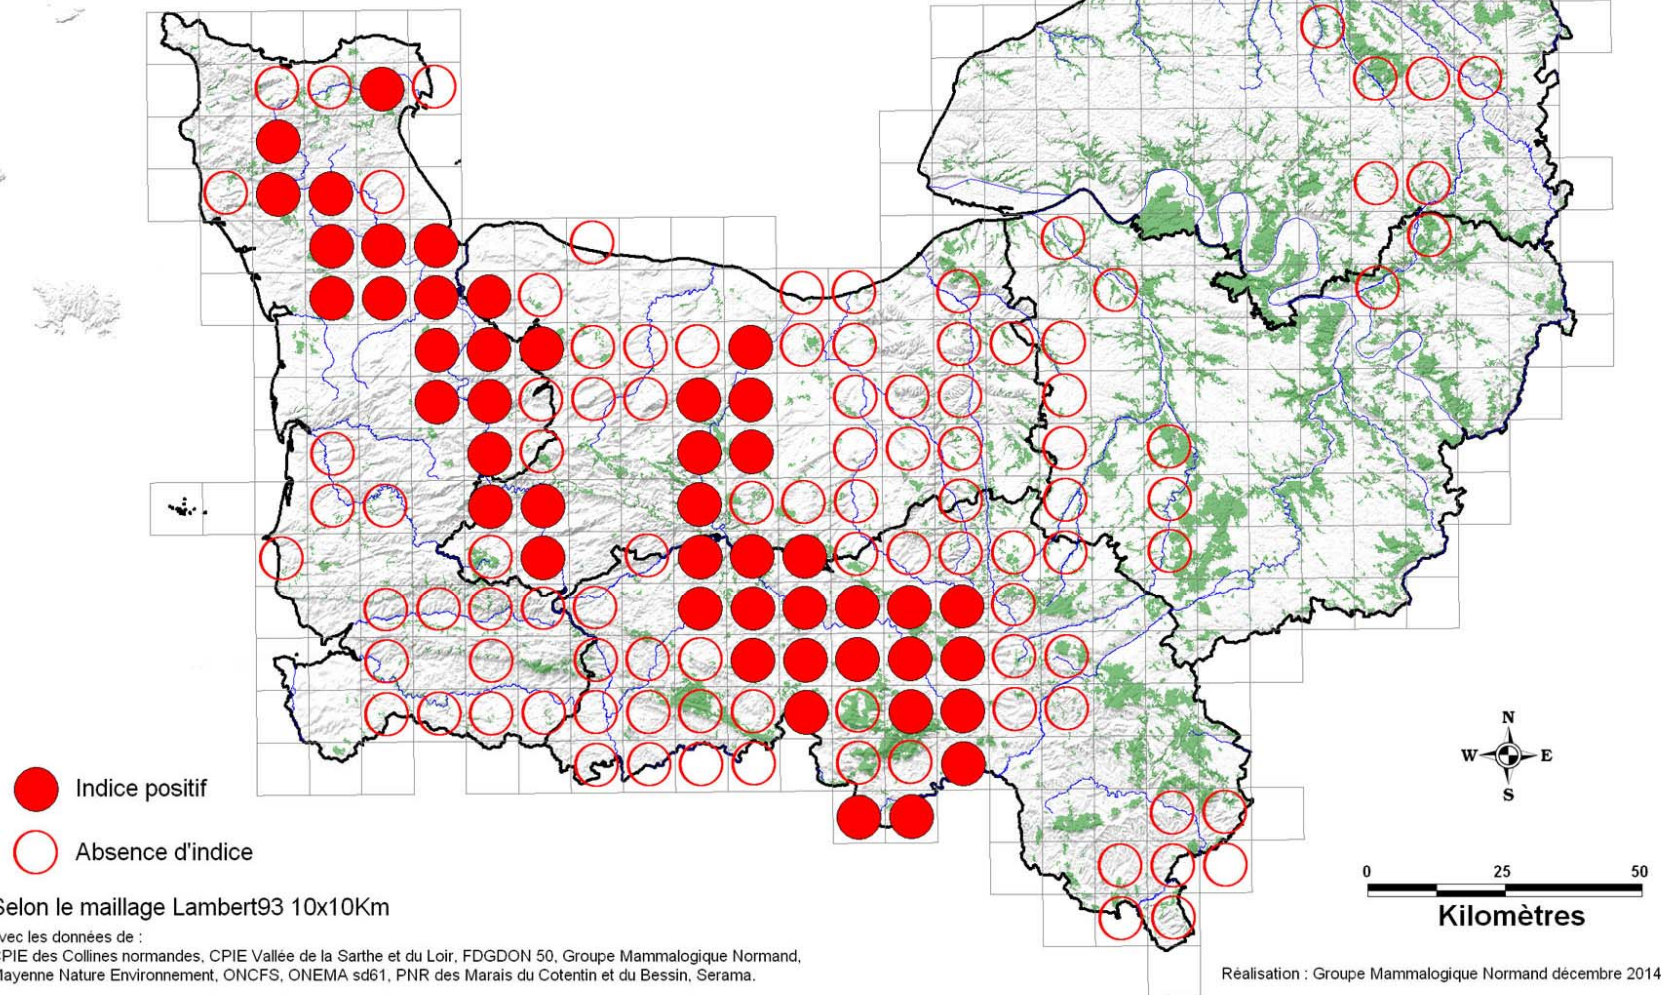 N
W E
S
Indice positif
Absence d'indice
0 25 50
Kilomètres
Selon le maillage Lambert93 10x10Km
vec les données de :
CPIE des Collines normandes, CPIE Vallée de la Sarthe et du Loir, FDGDON 50, Groupe Mammalogique Normand,
Mayenne Nature Environnement, ONCFS, ONEMA sd61, PNR des Marais du Cotentin et du Bessin, Serama.
Réalisation : Groupe Mammalogique Normand décembre 2014